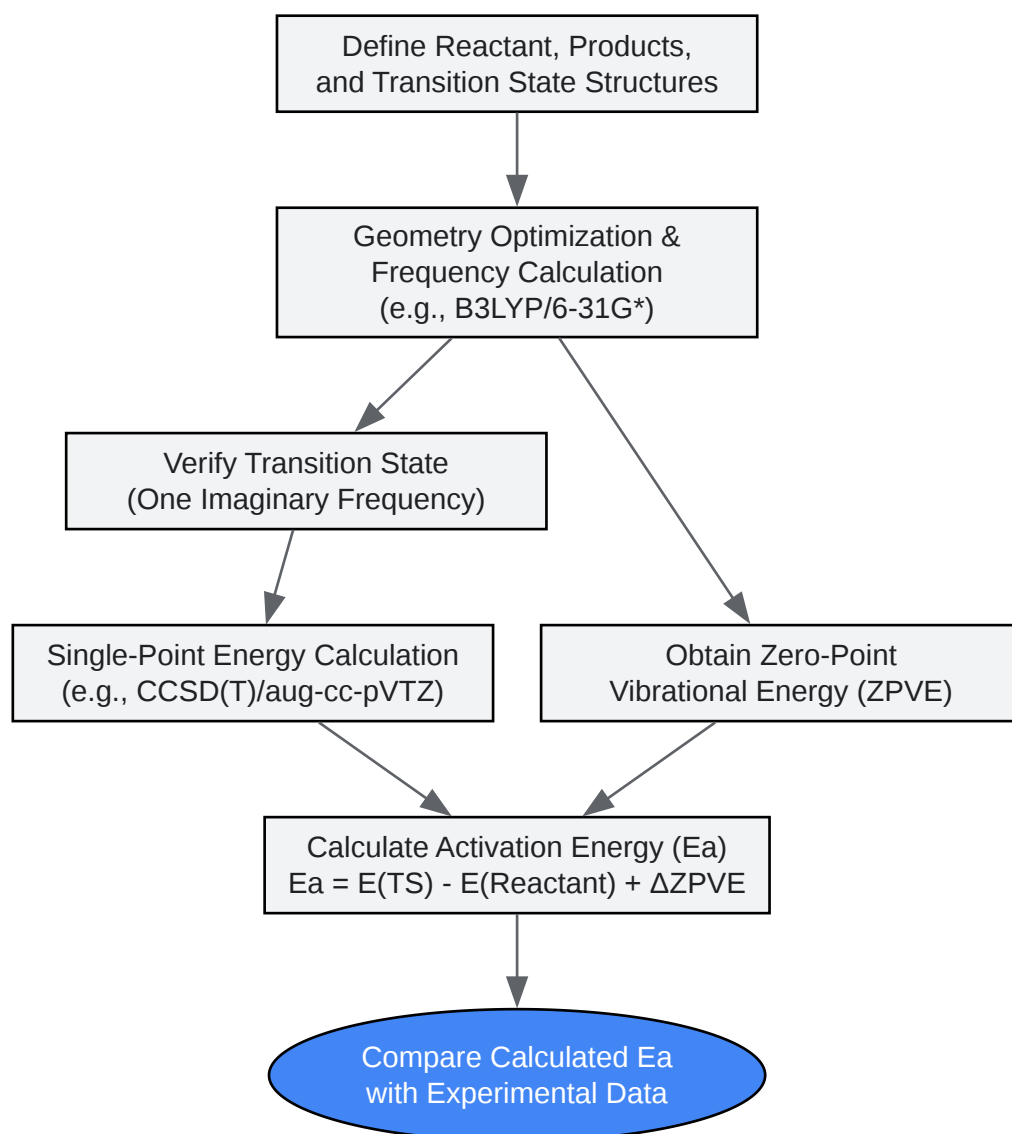 Define Reactant, Products,
and Transition State Structures
Geometry Optimization &
Frequency Calculation
(e.g., B3LYP/6-31G*)
Verify Transition State
(One Imaginary Frequency)
Single-Point Energy Calculation
(e.g., CCSD(T)/aug-cc-pVTZ)
Obtain Zero-Point
Vibrational Energy (ZPVE)
Calculate Activation Energy (Ea)
Ea = E(TS) - E(Reactant) + ΔZPVE
Compare Calculated Ea
with Experimental Data